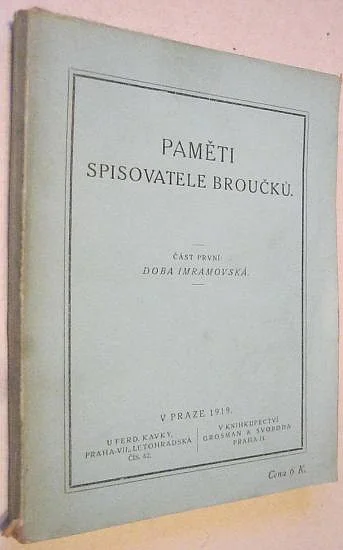 PAMĚTI
SPISOVATELE BROUČKŮ.
ČÁST PRVNÍ:
DOBA IMRAMOVSKÁ.
V PRAZE 1919.
U FERD. KAVKY,
PRAHA-VII., LETOHRADSKÁ
ČÍS. 62.
V KNIHKUPECTVÍ
GROSMAN & SVOBODA
PRAHA II.
Cena 6 K.